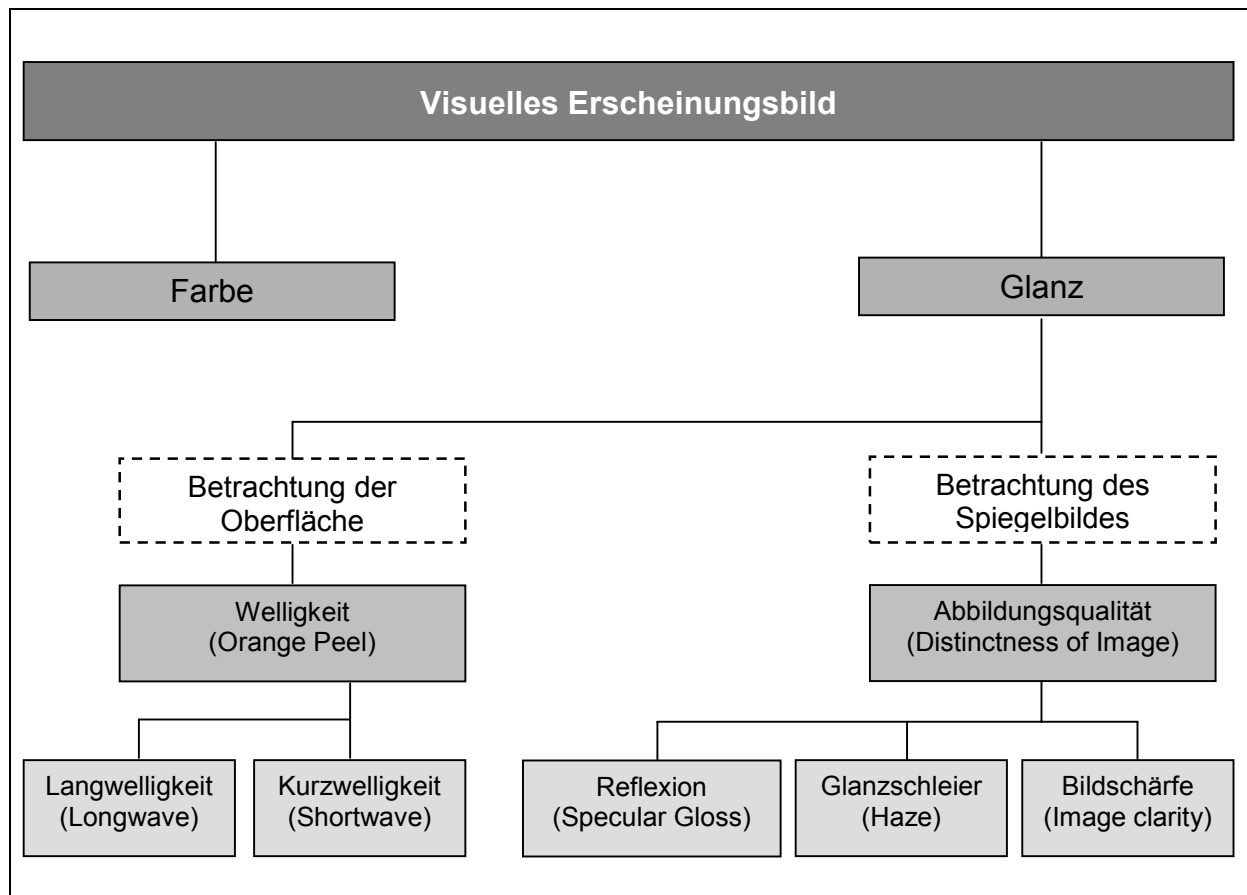 Visuelles Erscheinungsbild
Farbe
Glanz
Betrachtung der
Oberfläche
Betrachtung des
Spiegelbildes
Welligkeit
(Orange Peel)
Abbildungsqualität
(Distinctness of Image)
Langwelligkeit
(Longwave)
Kurzwelligkeit
(Shortwave)
Reflexion
(Specular Gloss)
Glanzschleier
(Haze)
Bildschärfe
(Image clarity)